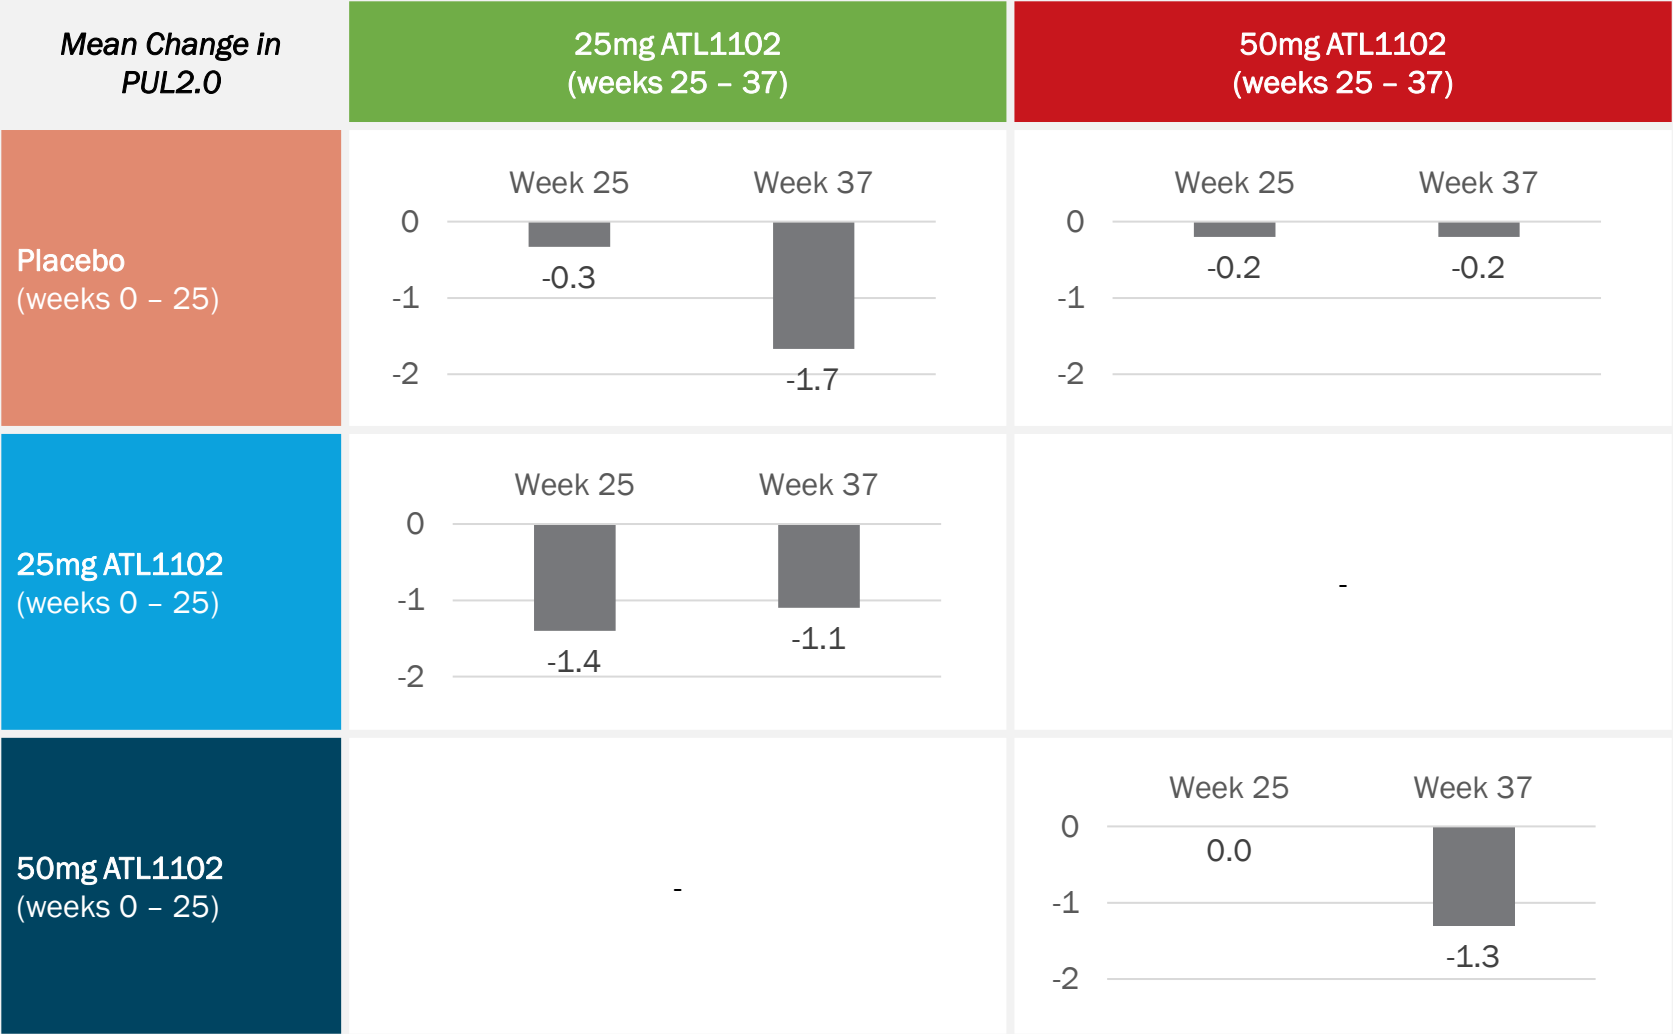 Mean Change in
PUL2.0
25mg ATL1102
(weeks 25 – 37)
50mg ATL1102
(weeks 25 – 37)
Placebo
(weeks 0 – 25)
Week 25 Week 37
0
-0.3
-1
-1.7
-2
Week 25 Week 37
0
-0.2 -0.2
-1
-2
25mg ATL1102
(weeks 0 – 25)
Week 25 Week 37
0
-1
-1.4 -1.1
-2
-
50mg ATL1102
(weeks 0 – 25)
-
Week 25 Week 37
0
0.0
-1
-1.3
-2